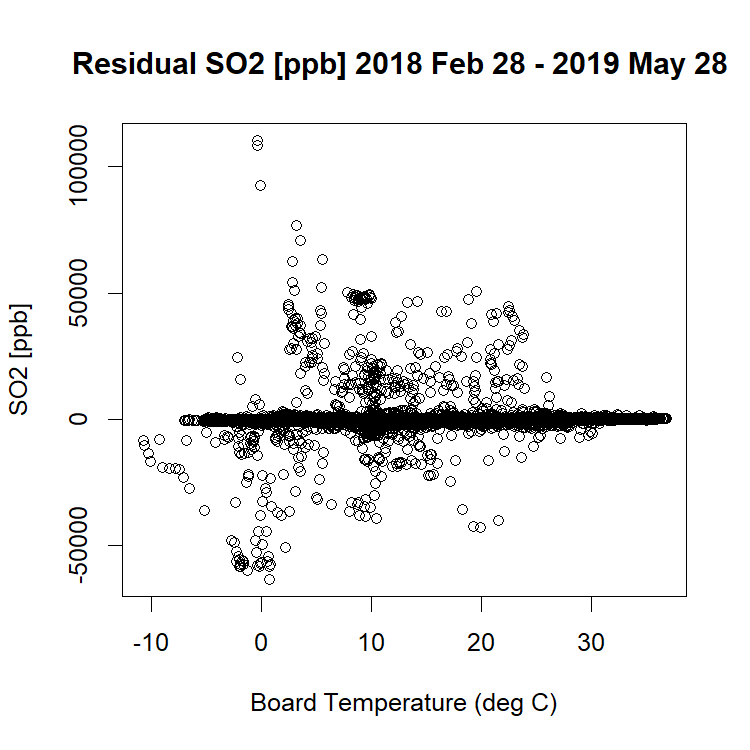 Residual SO2 [ppb] 2018 Feb 28 - 2019 May 28
SO2 [ppb]
100000
50000
0
-50000
-10 0 10 20 30
Board Temperature (deg C)